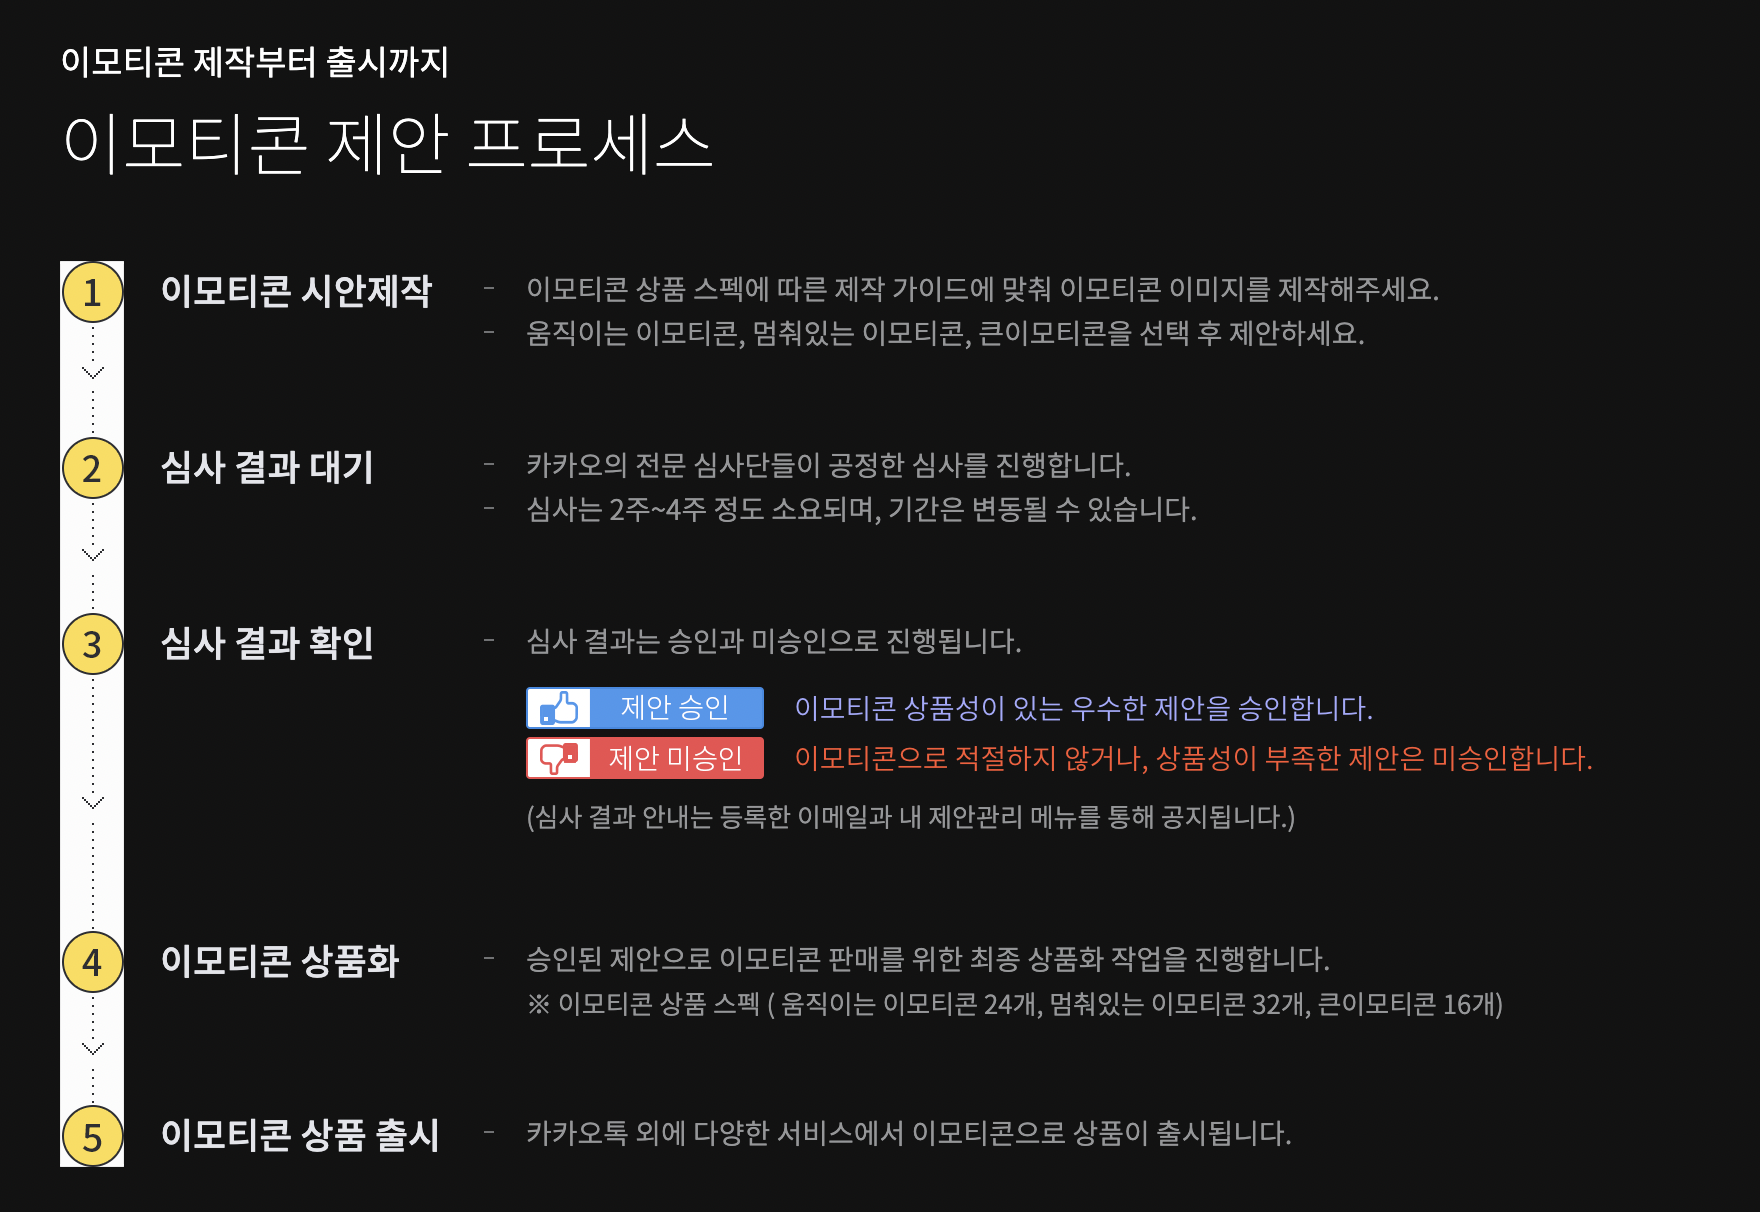 이모티콘 제작부터 출시까지
이모티콘 제안 프로세스
1 이모티콘 시안제작 - 이모티콘 상품 스펙에 따른 제작 가이드에 맞춰 이모티콘 이미지를 제작해주세요.
- 움직이는 이모티콘, 멈춰있는 이모티콘, 큰이모티콘을 선택 후 제안하세요.
2 심사 결과 대기 - 카카오의 전문 심사단들이 공정한 심사를 진행합니다.
- 심사는 2주~4주 정도 소요되며, 기간은 변동될 수 있습니다.
3 심사 결과 확인 - 심사 결과는 승인과 미승인으로 진행됩니다.
제안 승인 이모티콘 상품성이 있는 우수한 제안을 승인합니다.
제안 미승인 이모티콘으로 적절하지 않거나, 상품성이 부족한 제안은 미승인합니다.
(심사 결과 안내는 등록한 이메일과 내 제안관리 메뉴를 통해 공지됩니다.)
4 이모티콘 상품화 - 승인된 제안으로 이모티콘 판매를 위한 최종 상품화 작업을 진행합니다.
※ 이모티콘 상품 스펙 ( 움직이는 이모티콘 24개, 멈춰있는 이모티콘 32개, 큰이모티콘 16개)
5 이모티콘 상품 출시 - 카카오톡 외에 다양한 서비스에서 이모티콘으로 상품이 출시됩니다.